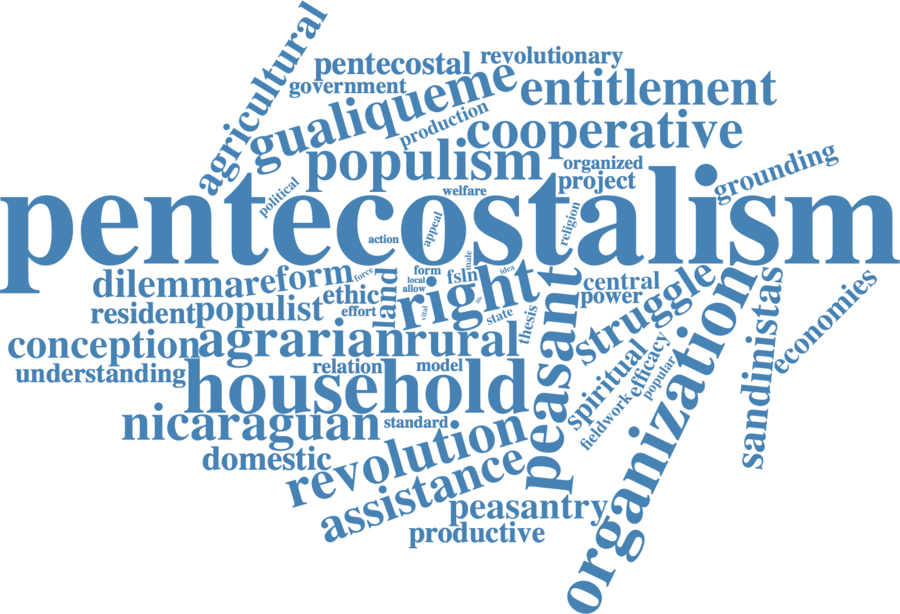 agricultural
pentecostal
revolutionary
government
gualiqueme
entitlement
production
cooperative
populism
organized
project
grounding
political
welfare
pentecostalism
appeal
religion
action
dilemma
reform
force
land
form
local
allow
fsln
male
idea
right
life
vital
state
central
power
struggle
resident
populist
ethic
effort
thesis
peasant
organizations
sandinistas
economies
conception
agrarian
rural
understanding
relation
model
household
spiritual
efficacy
popular
fieldwork
nicaraguan
standard
revolution
domestic
assistance
peasantry
productive